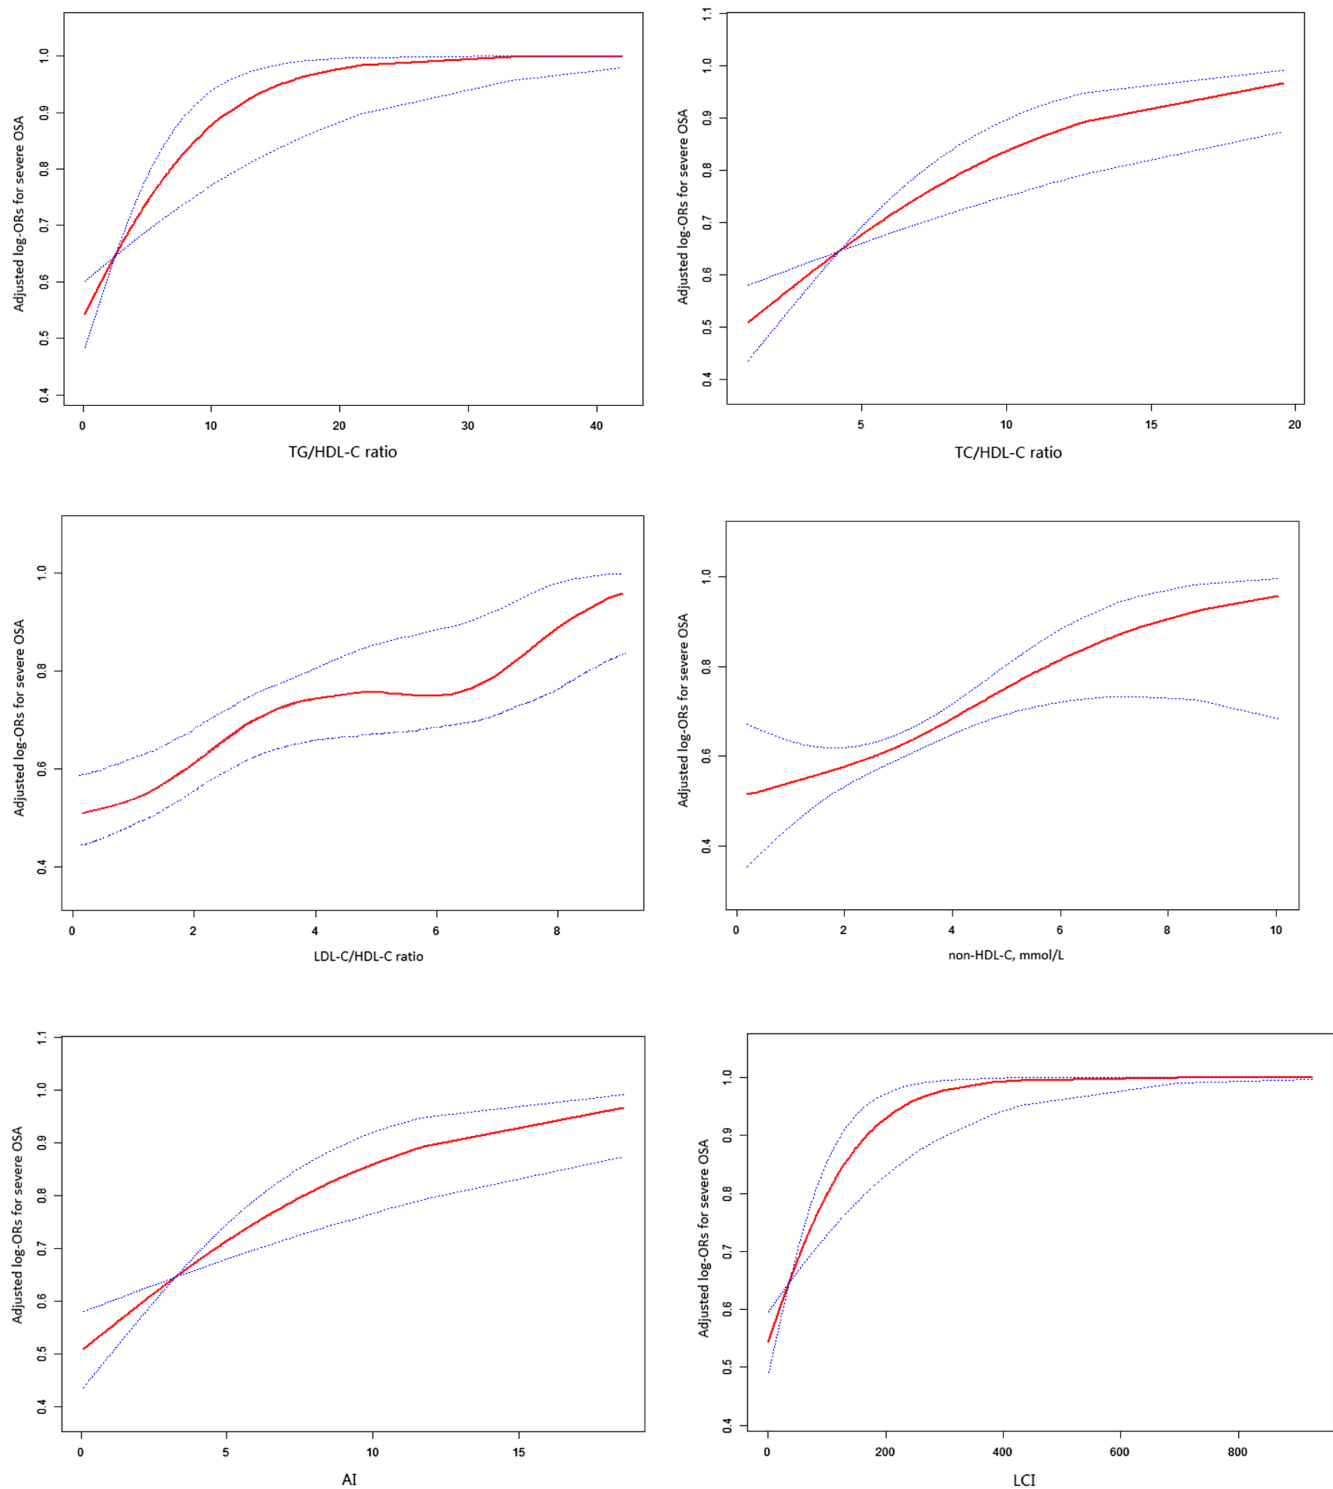 Adjusted log-ORs for severe OSA
0.4 0.5 0.6 0.7 0.8 0.9 1.0
0 10 20 30 40
TG/HDL-C ratio
Adjusted log-ORs for severe OSA
0.4 0.5 0.6 0.7 0.8 0.9 1.0 1.1
5 10 15 20
TC/HDL-C ratio
Adjusted log-ORs for severe OSA
0.4 0.6 0.8 1.0
0 2 4 6 8
LDL-C/HDL-C ratio
Adjusted log-ORs for severe OSA
0.4 0.6 0.8 1.0
0 2 4 6 8 10
non-HDL-C, mmol/L
Adjusted log-ORs for severe OSA
0.4 0.5 0.6 0.7 0.8 0.9 1.0 1.1
0 5 10 15
AI
Adjusted log-ORs for severe OSA
0.4 0.5 0.6 0.7 0.8 0.9 1.0
0 200 400 600 800
LCI